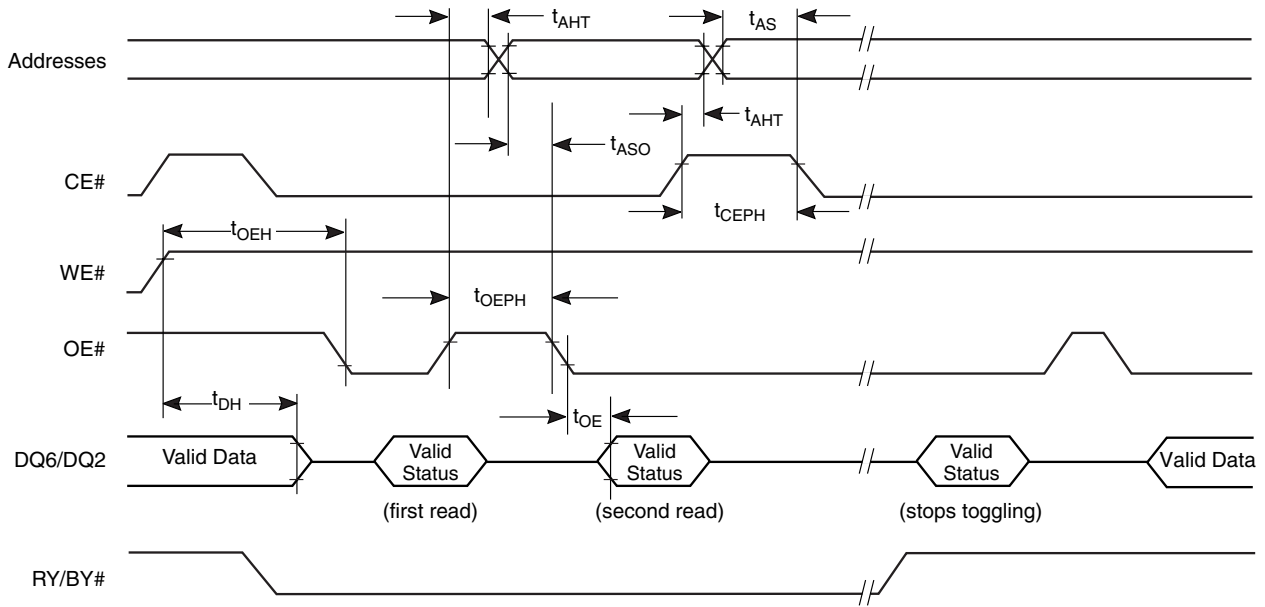 tAHT
tAS
Addresses
tAHT
tASO
CE#
tCEPH
tOEH
WE#
tOEPH
OE#
tDH
tOE
DQ6/DQ2
Valid Data
Valid
Status
Valid
Status
Valid
Status
Valid Data
(first read)
(second read)
(stops toggling)
RY/BY#